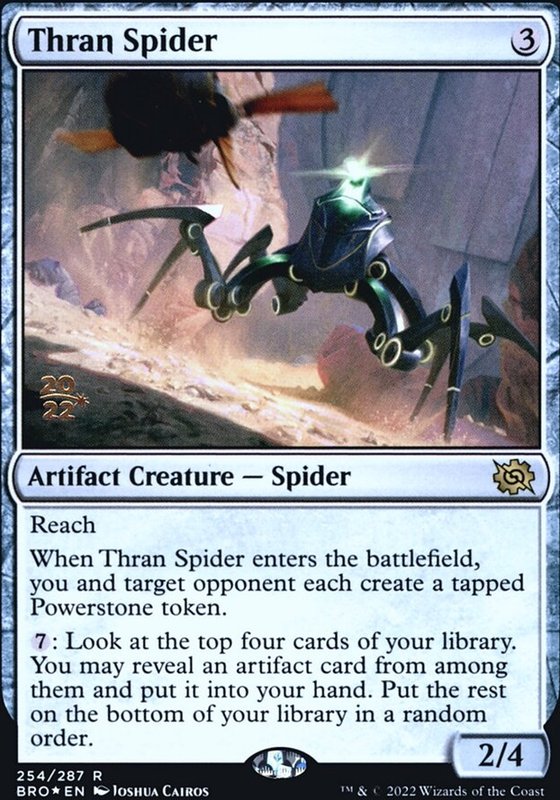 Thran Spider 3
20
22
Artifact Creature — Spider
Reach
When Thran Spider enters the battlefield,
you and target opponent each create a tapped
Powerstone token.
7: Look at the top four cards of your library.
You may reveal an artifact card from among
them and put it into your hand. Put the rest
on the bottom of your library in a random
order.
2/4
254/287 R
BRO★EN Joshua Cairos
™ & © 2022 Wizards of the Coast